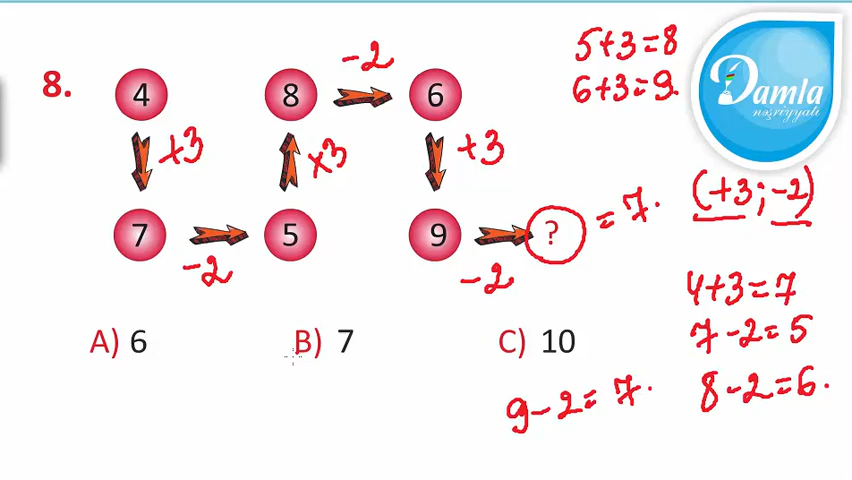 5+3=8
-2
8. 4 8 6
6+3=9.
Damla
nəşriyyatı
+3 +3 +3
(+3; -2)
7 5 9 ? = 7.
-2 -2
4+3=7
7-2=5
A) 6 B) 7 C) 10
9-2=7. 8-2=6.